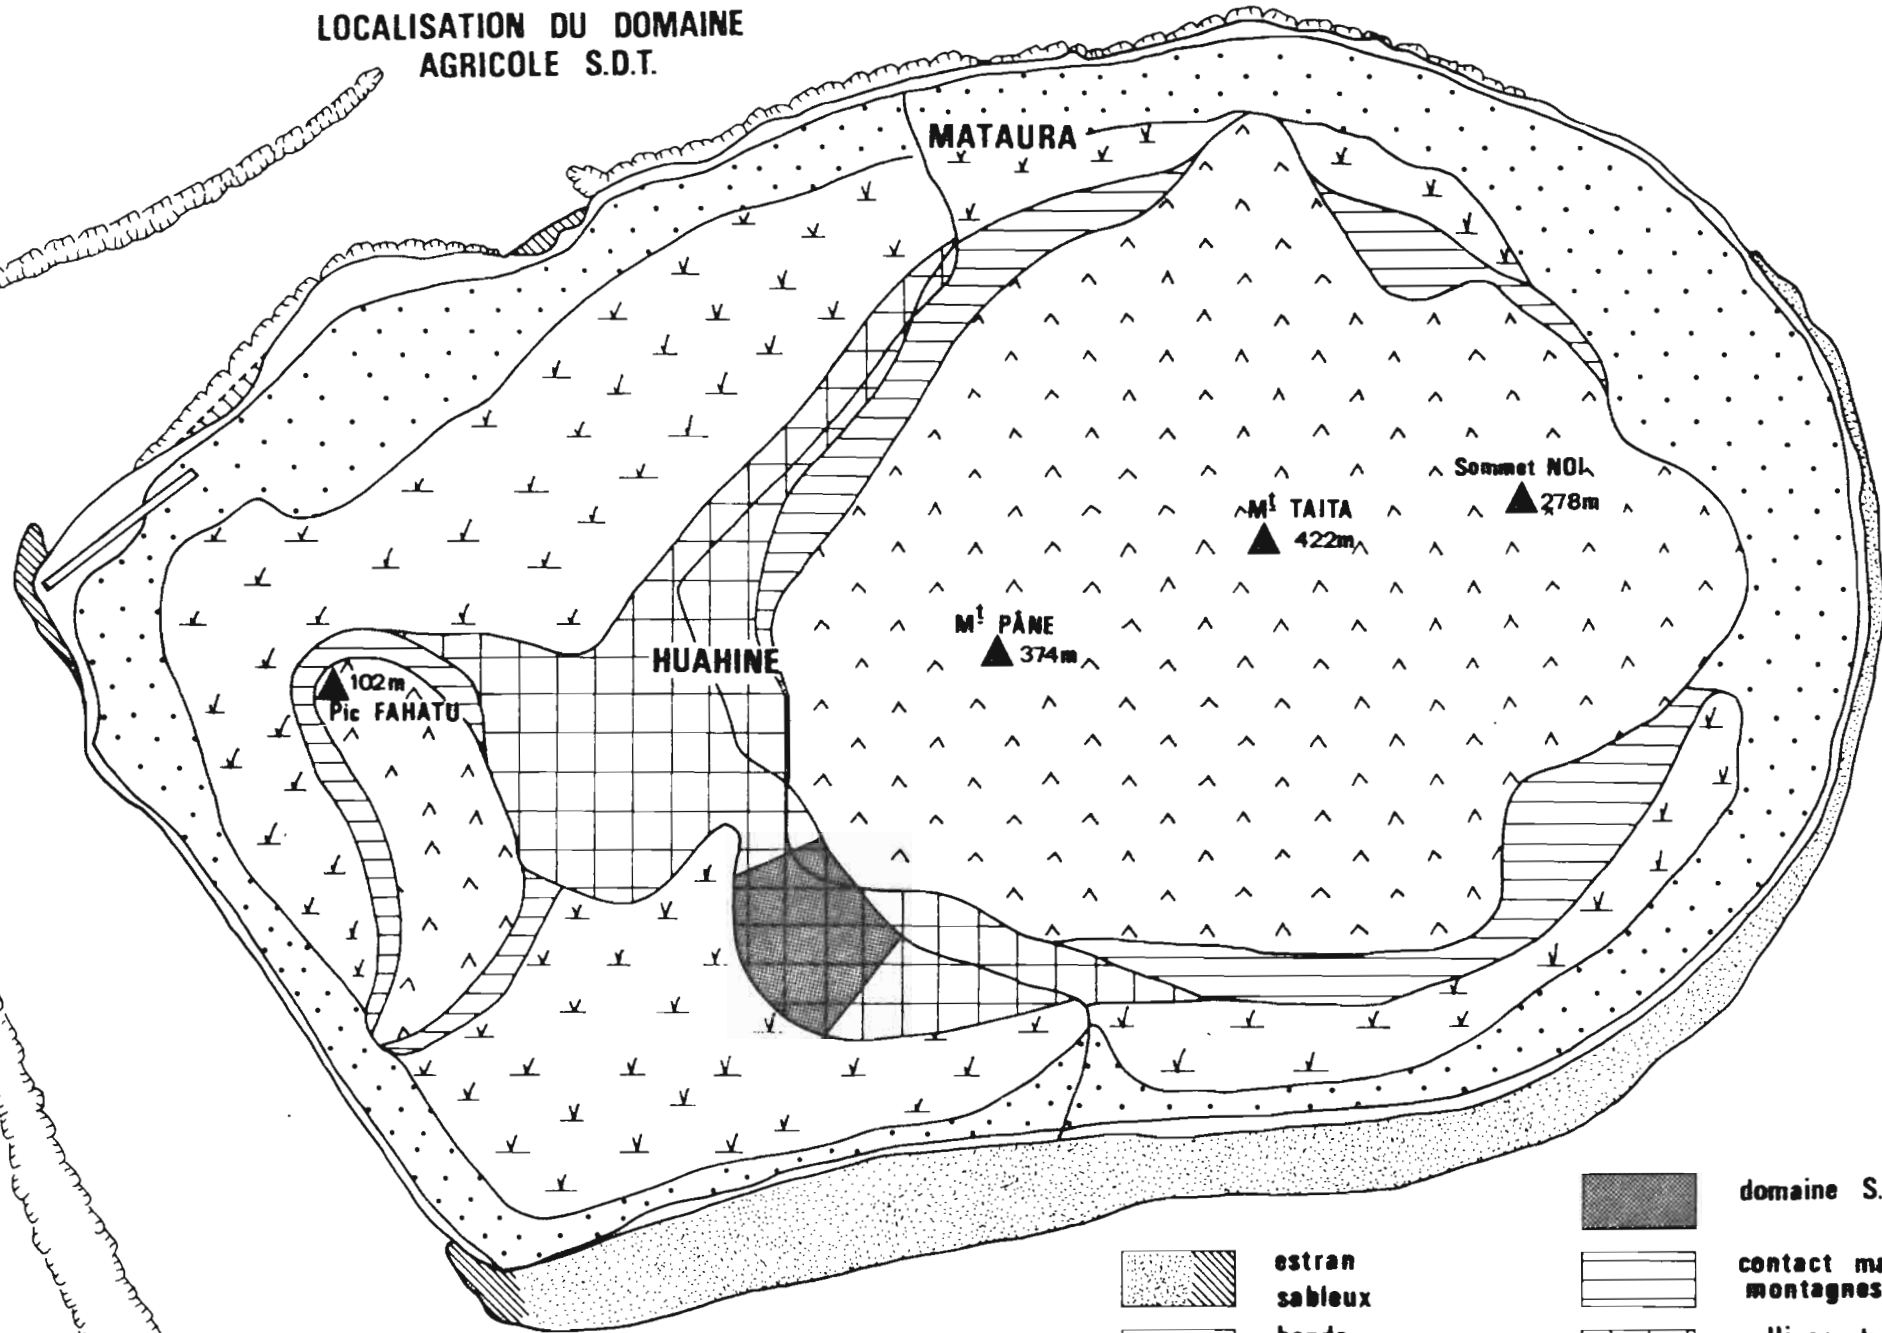 LOCALISATION DU DOMAINE
AGRICOLE S.D.T.
MATAURA
Sommet NOI
278m
Mt TAITA
422m
Mt PÂNE
374m
HUAHINE
102m
Pic FAHATU
domaine S.
estran
sableux
contact ma
montagnes